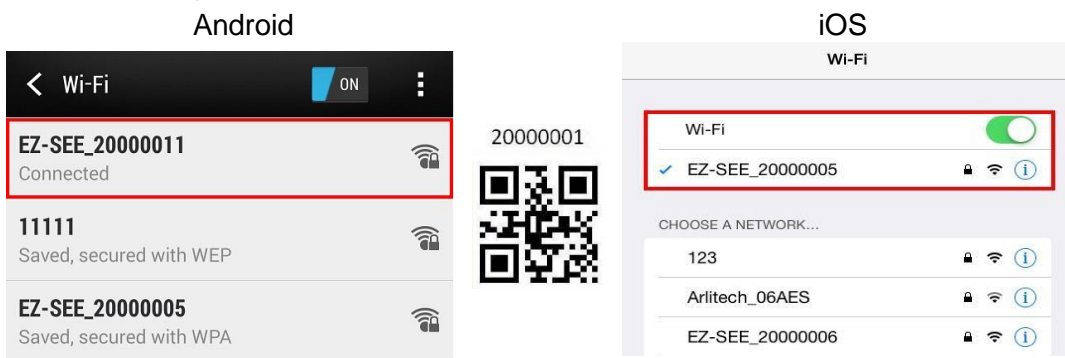 Android
Wi-Fi
ON
EZ-SEE_20000011
Connected
11111
Saved, secured with WEP
EZ-SEE_20000005
Saved, secured with WPA
20000001
iOS
Wi-Fi
Wi-Fi
EZ-SEE_20000005
CHOOSE A NETWORK...
123
Arlitech_06AES
EZ-SEE_20000006